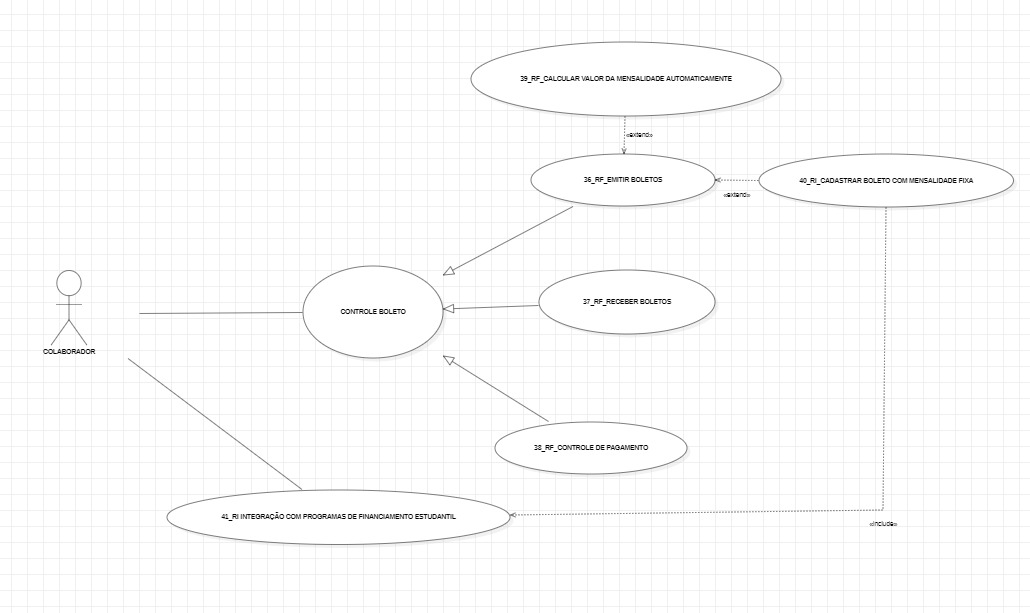 39_RF_CALCULAR VALOR DA MENSALIDADE AUTOMATICAMENTE
«extend»
36_RF_EMITIR BOLETOS
40_RI_CADASTRAR BOLETO COM MENSALIDADE FIXA
«extend»
CONTROLE BOLETO
37_RF_RECEBER BOLETOS
COLABORADOR
38_RF_CONTROLE DE PAGAMENTO
41_RI INTEGRAÇÃO COM PROGRAMAS DE FINANCIAMENTO ESTUDANTIL
«include»